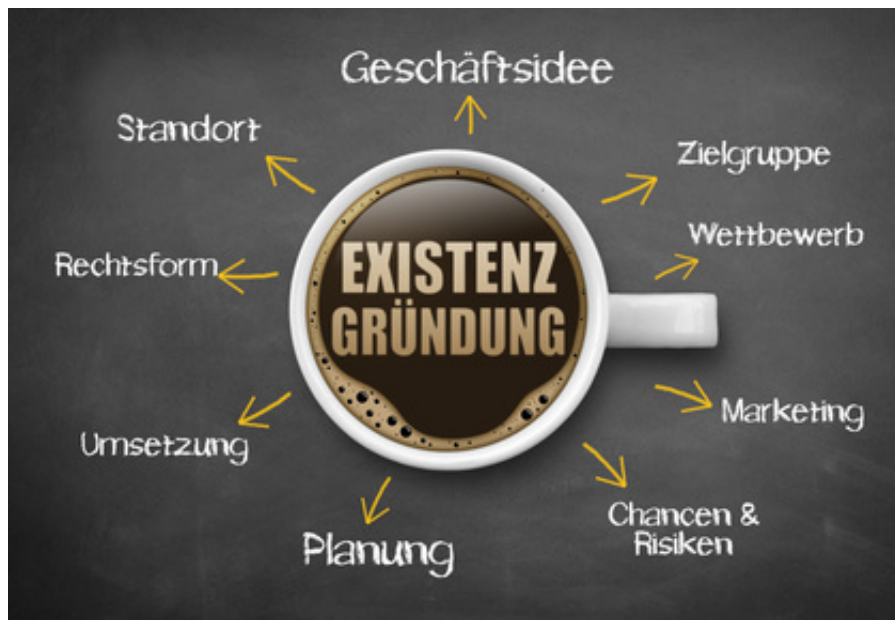 Geschäftsidee
Standort
Zielgruppe
Wettbewerb
Rechtsform
EXISTENZ
GRÜNDUNG
Marketing
Umsetzung
Chancen &
Risiken
Planung